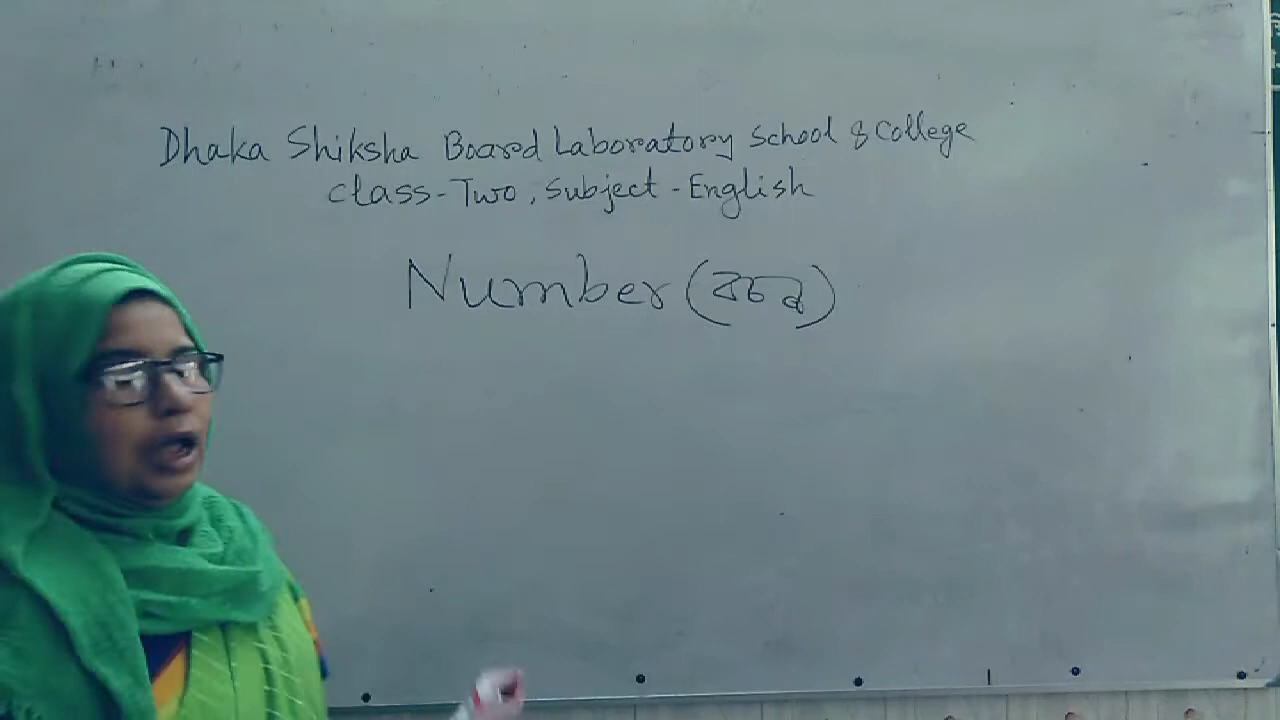 Dhaka Shiksha Board Laboratory School & College
Class-Two, Subject-English
Number (বচন)